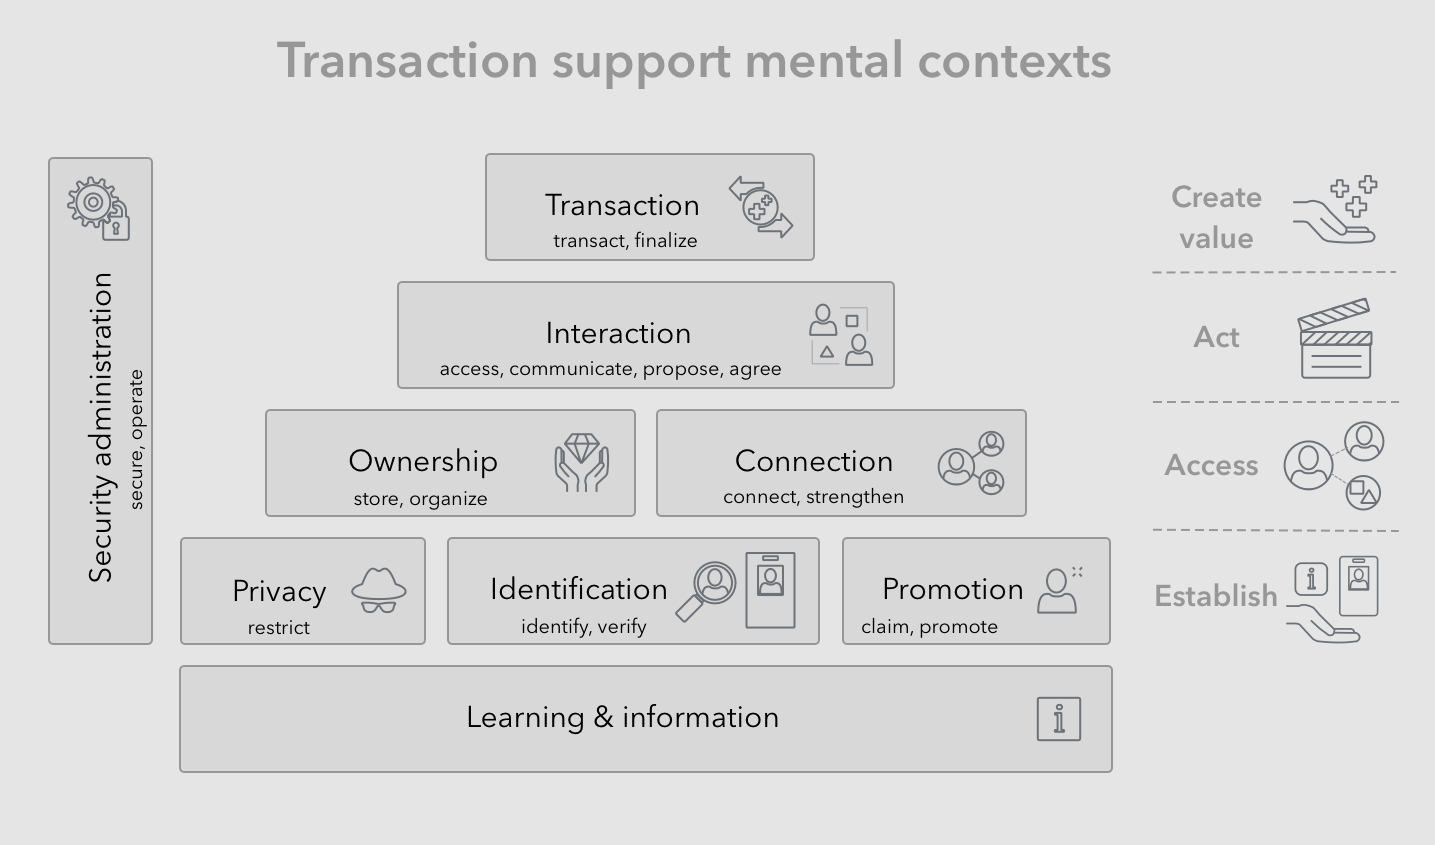 Transaction support mental contexts
Security administration
secure, operate
Transaction
transact, finalize
Create
value
Interaction
access, communicate, propose, agree
Act
Ownership
store, organize
Connection
connect, strengthen
Access
Privacy
restrict
Identification
identify, verify
Promotion
claim, promote
Establish
i
Learning & information
i